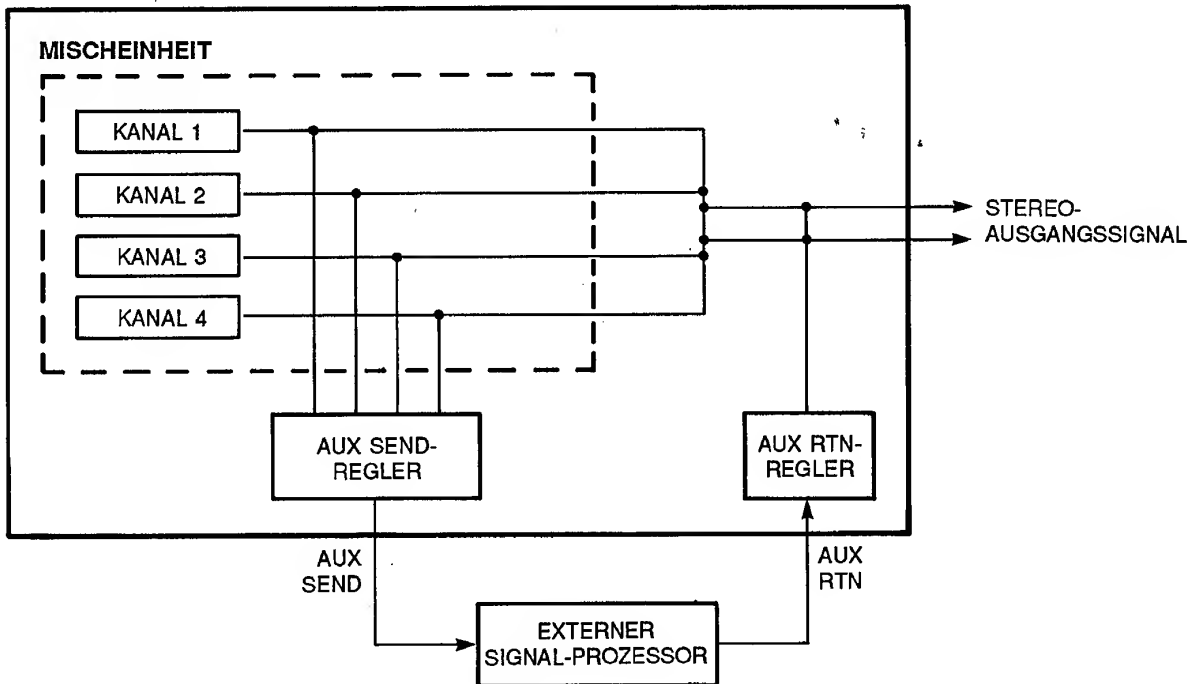 MISCHEINHEIT
KANAL 1
KANAL 2
KANAL 3
KANAL 4
STEREO-
AUSGANGSSIGNAL
AUX SEND-
REGLER
AUX RTN-
REGLER
AUX
SEND
AUX
RTN
EXTERNER
SIGNAL-PROZESSOR